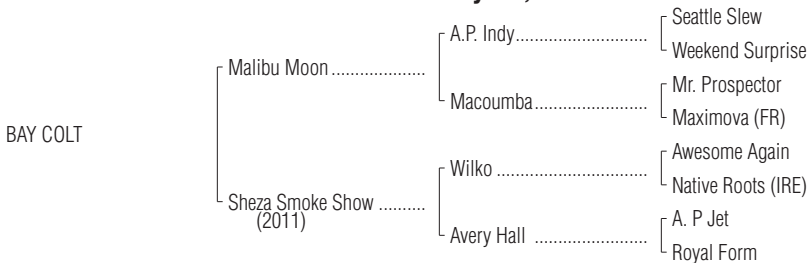 Seattle Slew
A.P. Indy......................................
Weekend Surprise
Malibu Moon .....................
Mr. Prospector
Macoumba.........................
Maximova (FR)
BAY COLT
Awesome Again
Wilko ..................................
Native Roots (IRE)
Sheza Smoke Show ..........
(2011)
A. P Jet
Avery Hall .........................
Royal Form